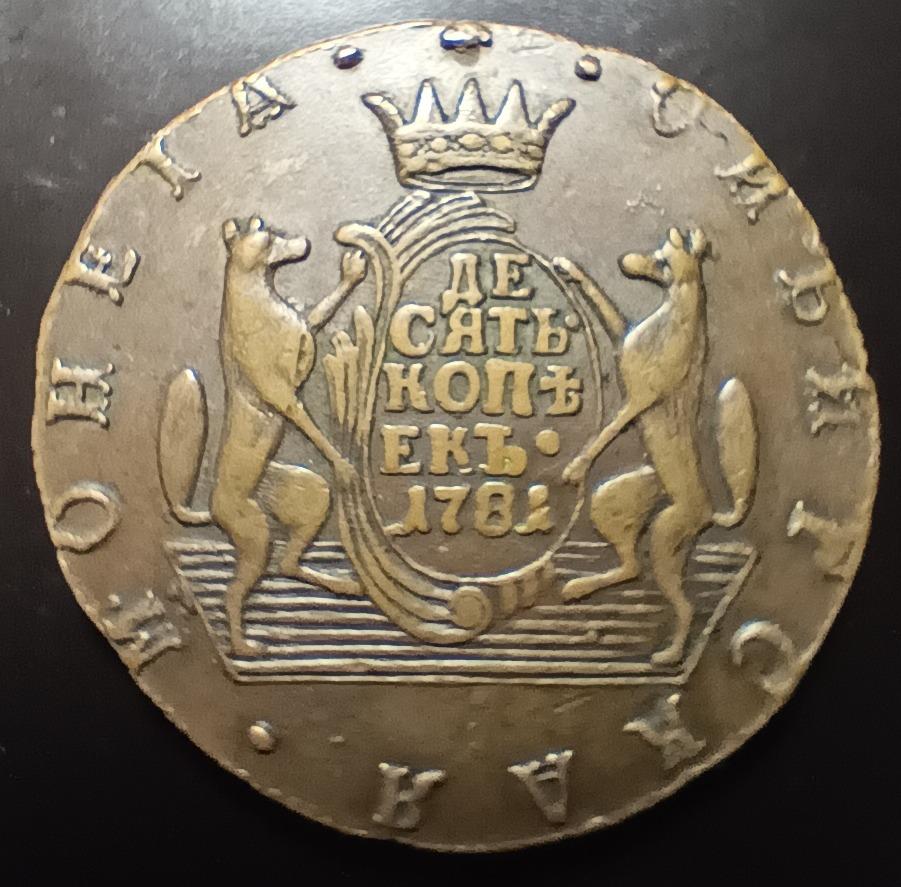 СИБИРСКАЯ · МОНЕТА
ДЕ
СЯТЬ·
КОПѢ
ЕКЪ·
1781